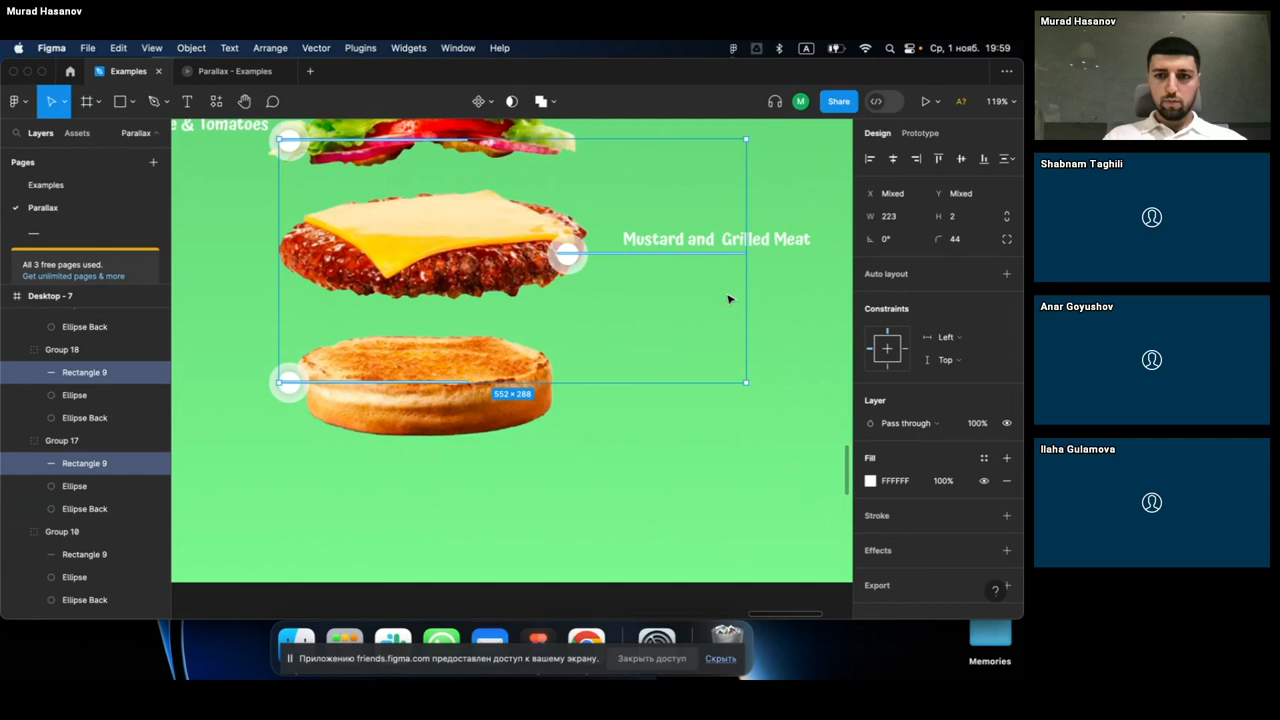 Murad Hasanov
Figma File Edit View Object Text Arrange Vector Plugins Widgets Window Help
A
Ср, 1 нояб. 19:59
Examples
Parallax - Examples
M
Share
A?
119%
Layers Assets Parallax
Pages
Examples
Parallax
All 3 free pages used.
Get unlimited pages & more
Desktop - 7
Ellipse Back
Group 18
Rectangle 9
Ellipse
Ellipse Back
Group 17
Rectangle 9
Ellipse
Ellipse Back
Group 10
Rectangle 9
Ellipse
Ellipse Back
e & Tomatoes
Mustard and Grilled Meat
552 × 288
Design Prototype
X Mixed Y Mixed
W 223 H 2
0° 44
Auto layout
Constraints
Left
Top
Layer
Pass through 100%
Fill
FFFFFF 100%
Stroke
Effects
Export
?
Приложению friends.figma.com предоставлен доступ к вашему экрану. Закрыть доступ Скрыть
Memories
Murad Hasanov
Shabnam Taghili
Anar Goyushov
Ilaha Gulamova